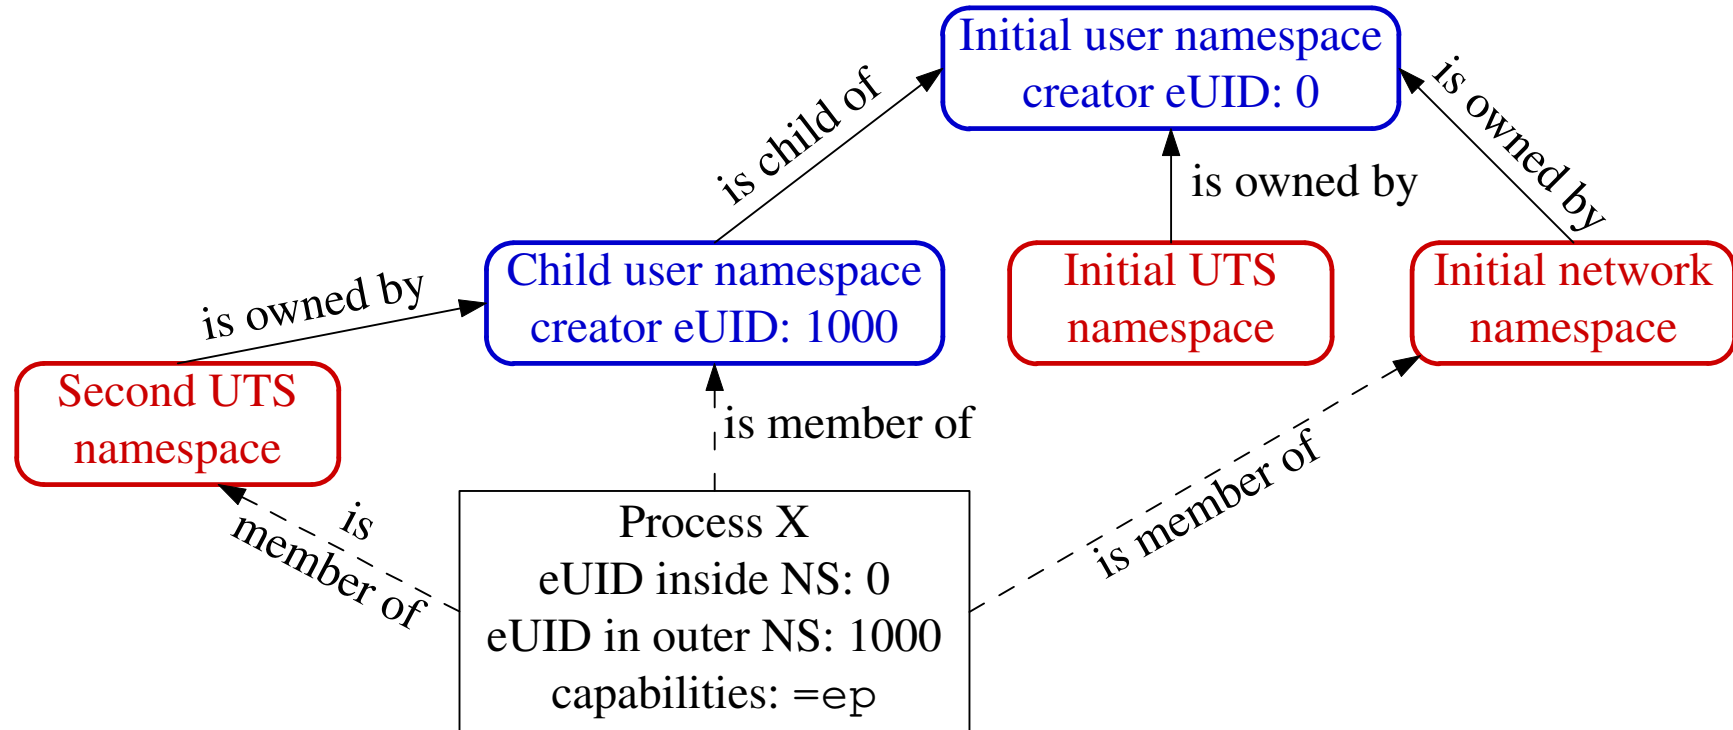 Initial user namespace
creator eUID: 0
is child of
is owned by
is owned by
Child user namespace
creator eUID: 1000
Initial UTS
namespace
Initial network
namespace
is owned by
Second UTS
namespace
is member of
is
member of
is member of
Process X
eUID inside NS: 0
eUID in outer NS: 1000
capabilities: =ep